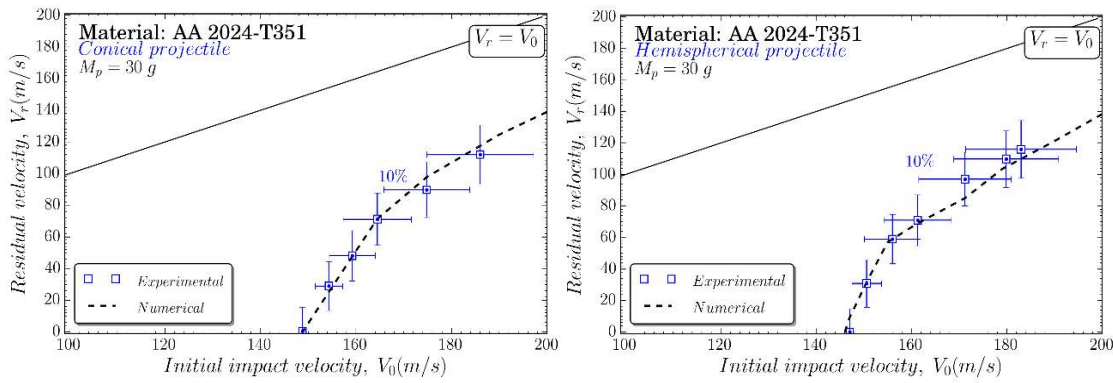 Material: AA 2024-T351
Conical projectile
M_p = 30 g
V_r = V_0
10%
Experimental
Numerical
Residual velocity, V_r(m/s)
200
180
160
140
120
100
80
60
40
20
0
100
120
140
160
180
200
Initial impact velocity, V_0(m/s)
Material: AA 2024-T351
Hemispherical projectile
M_p = 30 g
V_r = V_0
10%
Experimental
Numerical
Residual velocity, V_r(m/s)
200
180
160
140
120
100
80
60
40
20
0
100
120
140
160
180
200
Initial impact velocity, V_0(m/s)